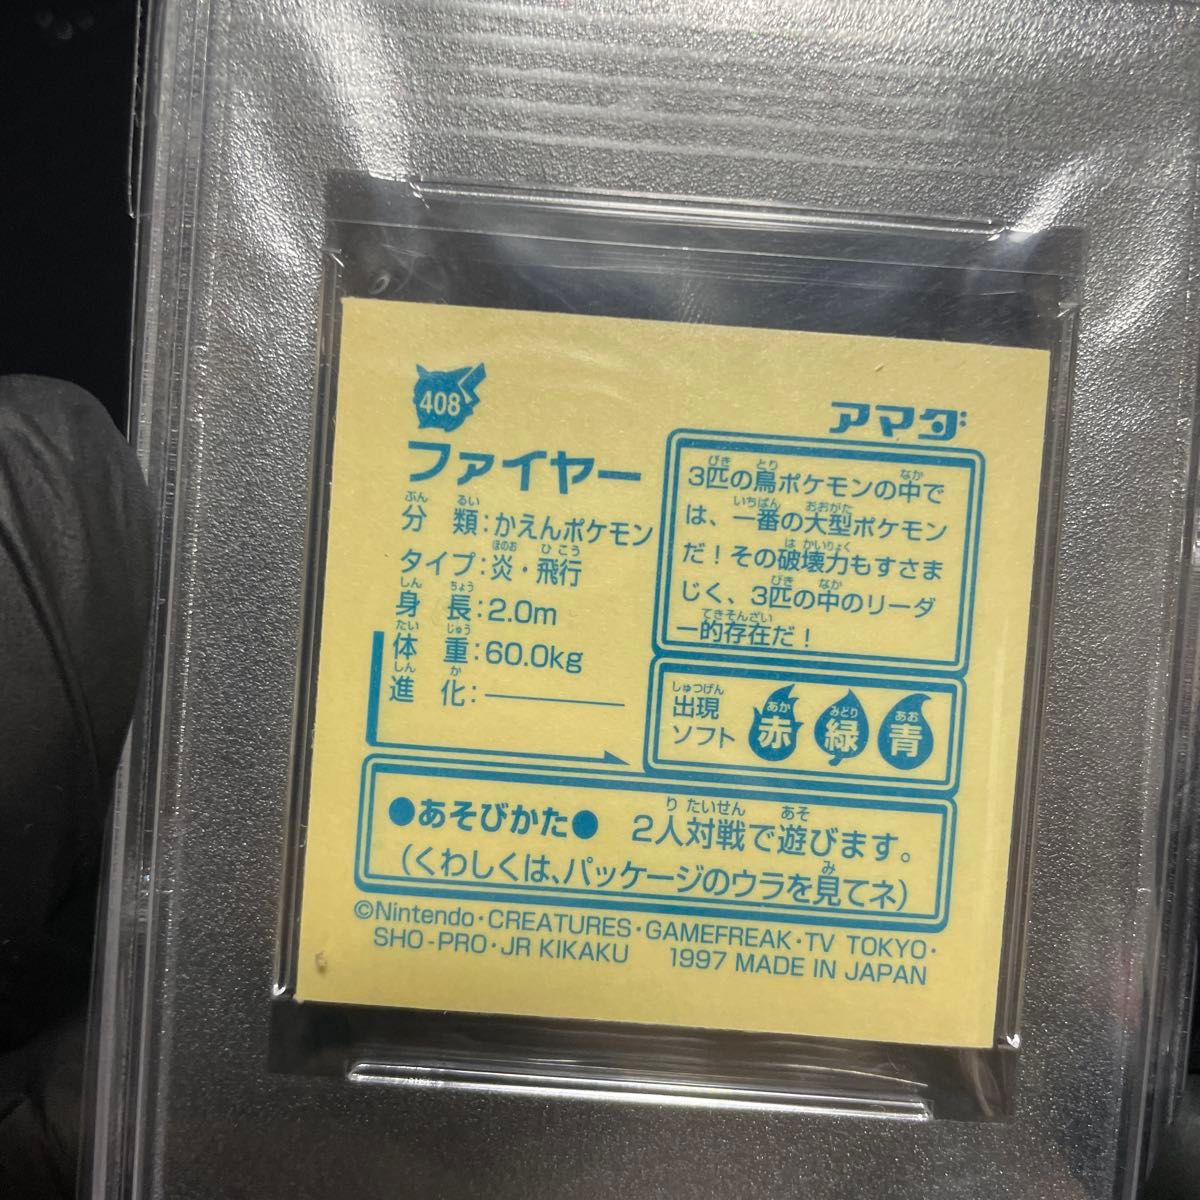 408
アマダ
ファイヤー
分類:かえんポケモン
タイプ:炎・飛行
身長:2.0m
体重:60.0kg
進化:————
3匹の鳥ポケモンの中で
は、一番の大型ポケモン
だ!その破壊力もすさま
じく、3匹の中のリーダ
ー的存在だ!
出現
ソフト
赤 緑 青
●あそびかた● 2人対戦で遊びます。
(くわしくは、パッケージのウラを見てネ)
©Nintendo・CREATURES・GAMEFREAK・TV TOKYO・
SHO-PRO・JR KIKAKU 1997 MADE IN JAPAN